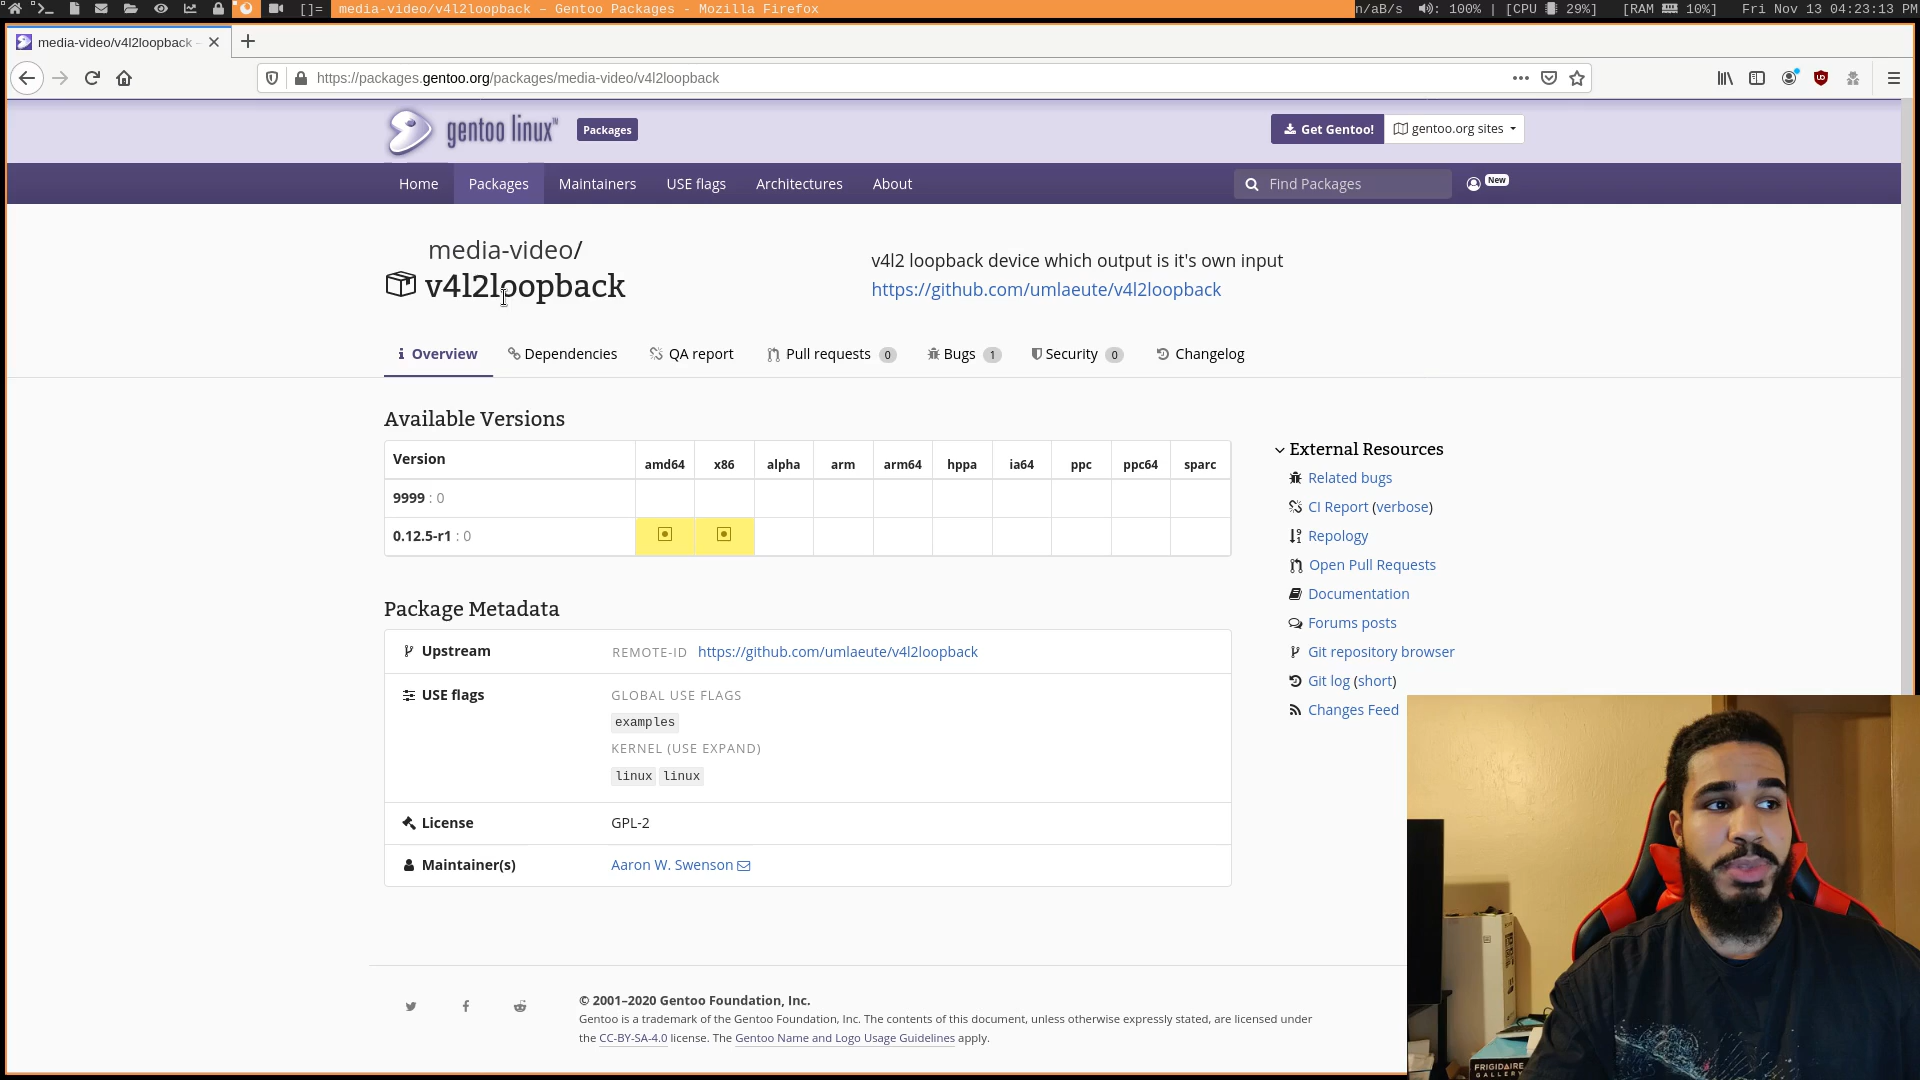 []= media-video/v4l2loopback – Gentoo Packages - Mozilla Firefox n/aB/s : 100% | [CPU 29%] [RAM 10%] Fri Nov 13 04:23:13 PM
media-video/v4l2loopback -
https://packages.gentoo.org/packages/media-video/v4l2loopback
gentoo linux™ Packages Get Gentoo! gentoo.org sites
Home Packages Maintainers USE flags Architectures About Find Packages New
media-video/
v4l2loopback
v4l2 loopback device which output is it's own input
https://github.com/umlaeute/v4l2loopback
Overview Dependencies QA report Pull requests 0 Bugs 1 Security 0 Changelog
Available Versions
Version amd64 x86 alpha arm arm64 hppa ia64 ppc ppc64 sparc
9999 : 0
0.12.5-r1 : 0
Package Metadata
Upstream REMOTE-ID https://github.com/umlaeute/v4l2loopback
USE flags GLOBAL USE FLAGS
examples
KERNEL (USE EXPAND)
linux linux
License GPL-2
Maintainer(s) Aaron W. Swenson
External Resources
Related bugs
CI Report (verbose)
Repology
Open Pull Requests
Documentation
Forums posts
Git repository browser
Git log (short)
Changes Feed
© 2001–2020 Gentoo Foundation, Inc.
Gentoo is a trademark of the Gentoo Foundation, Inc. The contents of this document, unless otherwise expressly stated, are licensed under
the CC-BY-SA-4.0 license. The Gentoo Name and Logo Usage Guidelines apply.
FRIGIDAIRE
GALLERY